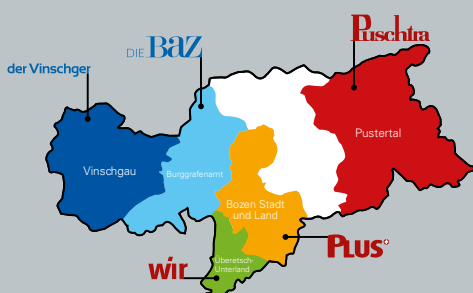 Puschtra
DIE BAZ
der Vinschger
Pustertal
Vinschgau
Burggrafenamt
Bozen Stadt
und Land
PLUS+
Überetsch-
Unterland
wir